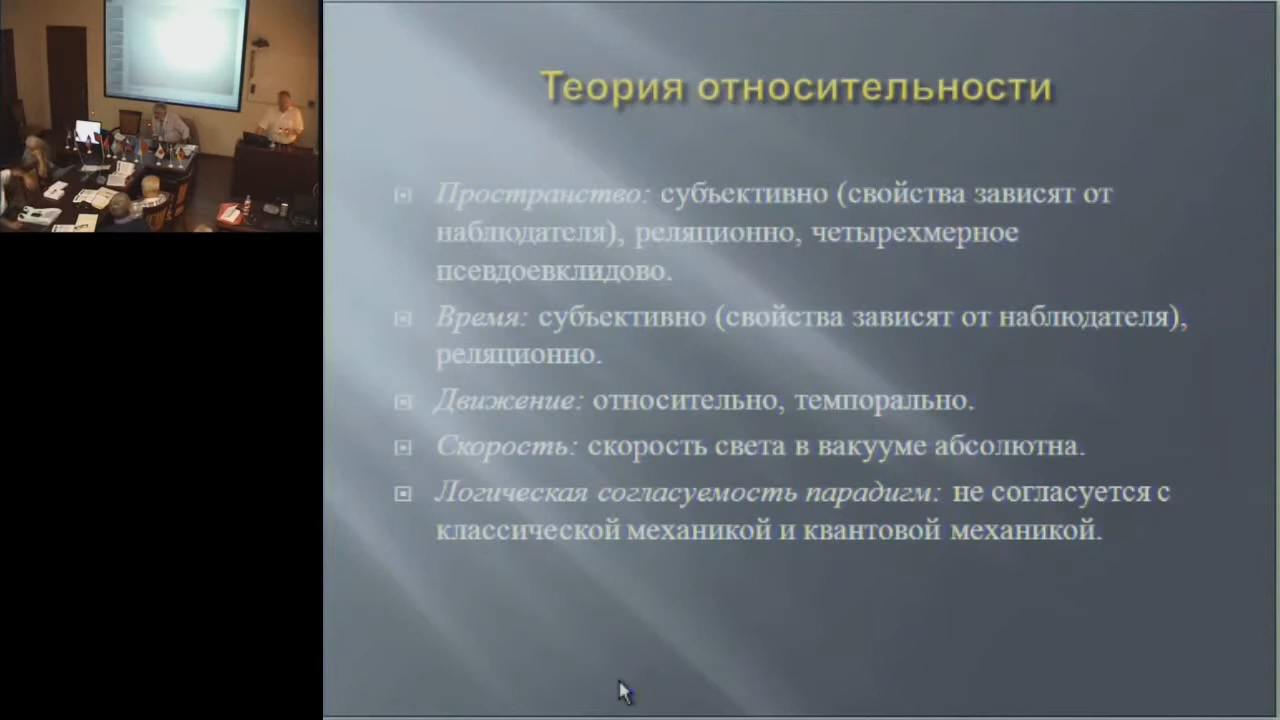 Теория относительности
Пространство: субъективно (свойства зависят от
наблюдателя), реляционно, четырехмерное
псевдоевклидово.
Время: субъективно (свойства зависят от наблюдателя),
реляционно.
Движение: относительно, темпорально.
Скорость: скорость света в вакууме абсолютна.
Логическая согласуемость парадигм: не согласуется с
классической механикой и квантовой механикой.